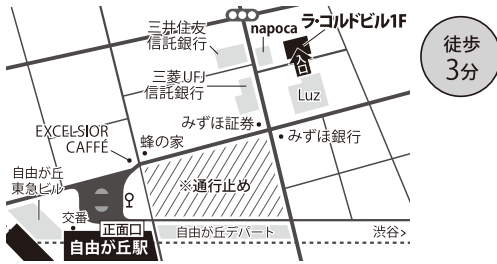 三井住友
信託銀行
napoca
ラ・コルドビル1F
入口
徒歩
3分
三菱UFJ
信託銀行
Luz
みずほ証券
みずほ銀行
EXCELSIOR
CAFFÉ
蜂の家
※通行止め
自由が丘
東急ビル
交番
正面口
自由が丘デパート
渋谷>
自由が丘駅